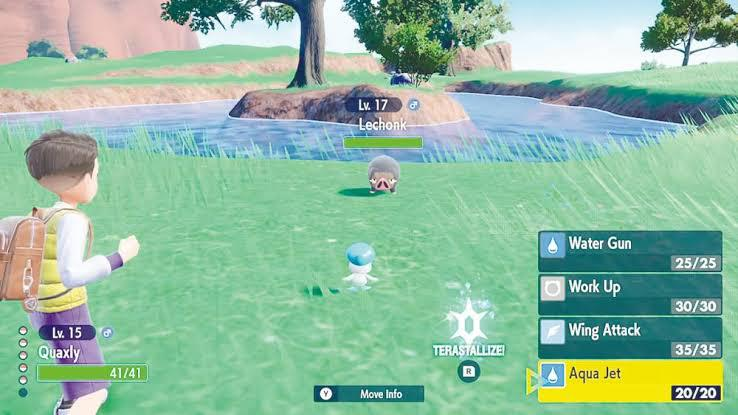 Lv. 17 ♂
Lechonk
Water Gun
25/25
Work Up
30/30
Wing Attack
35/35
Aqua Jet
20/20
TERASTALLIZE!
R
Lv. 15 ♂
Quaxly
41/41
Y Move Info